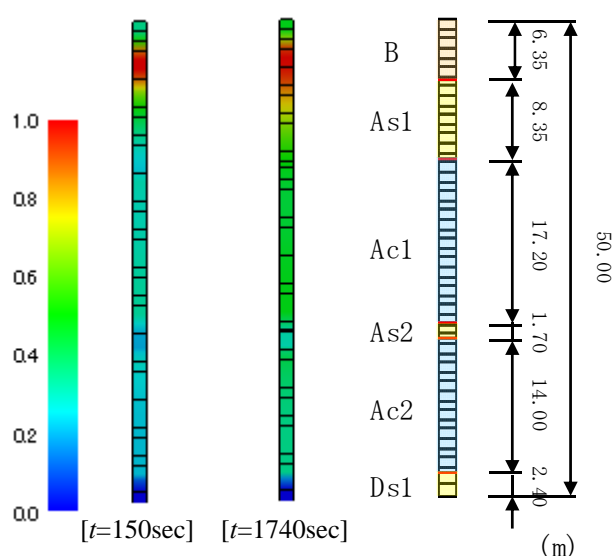 1.0
0.8
0.6
0.4
0.2
0.0
[t=150sec]
[t=1740sec]
B
As1
Ac1
As2
Ac2
Ds1
6.35
8.35
17.20
1.70
14.00
2.40
50.00
(m)